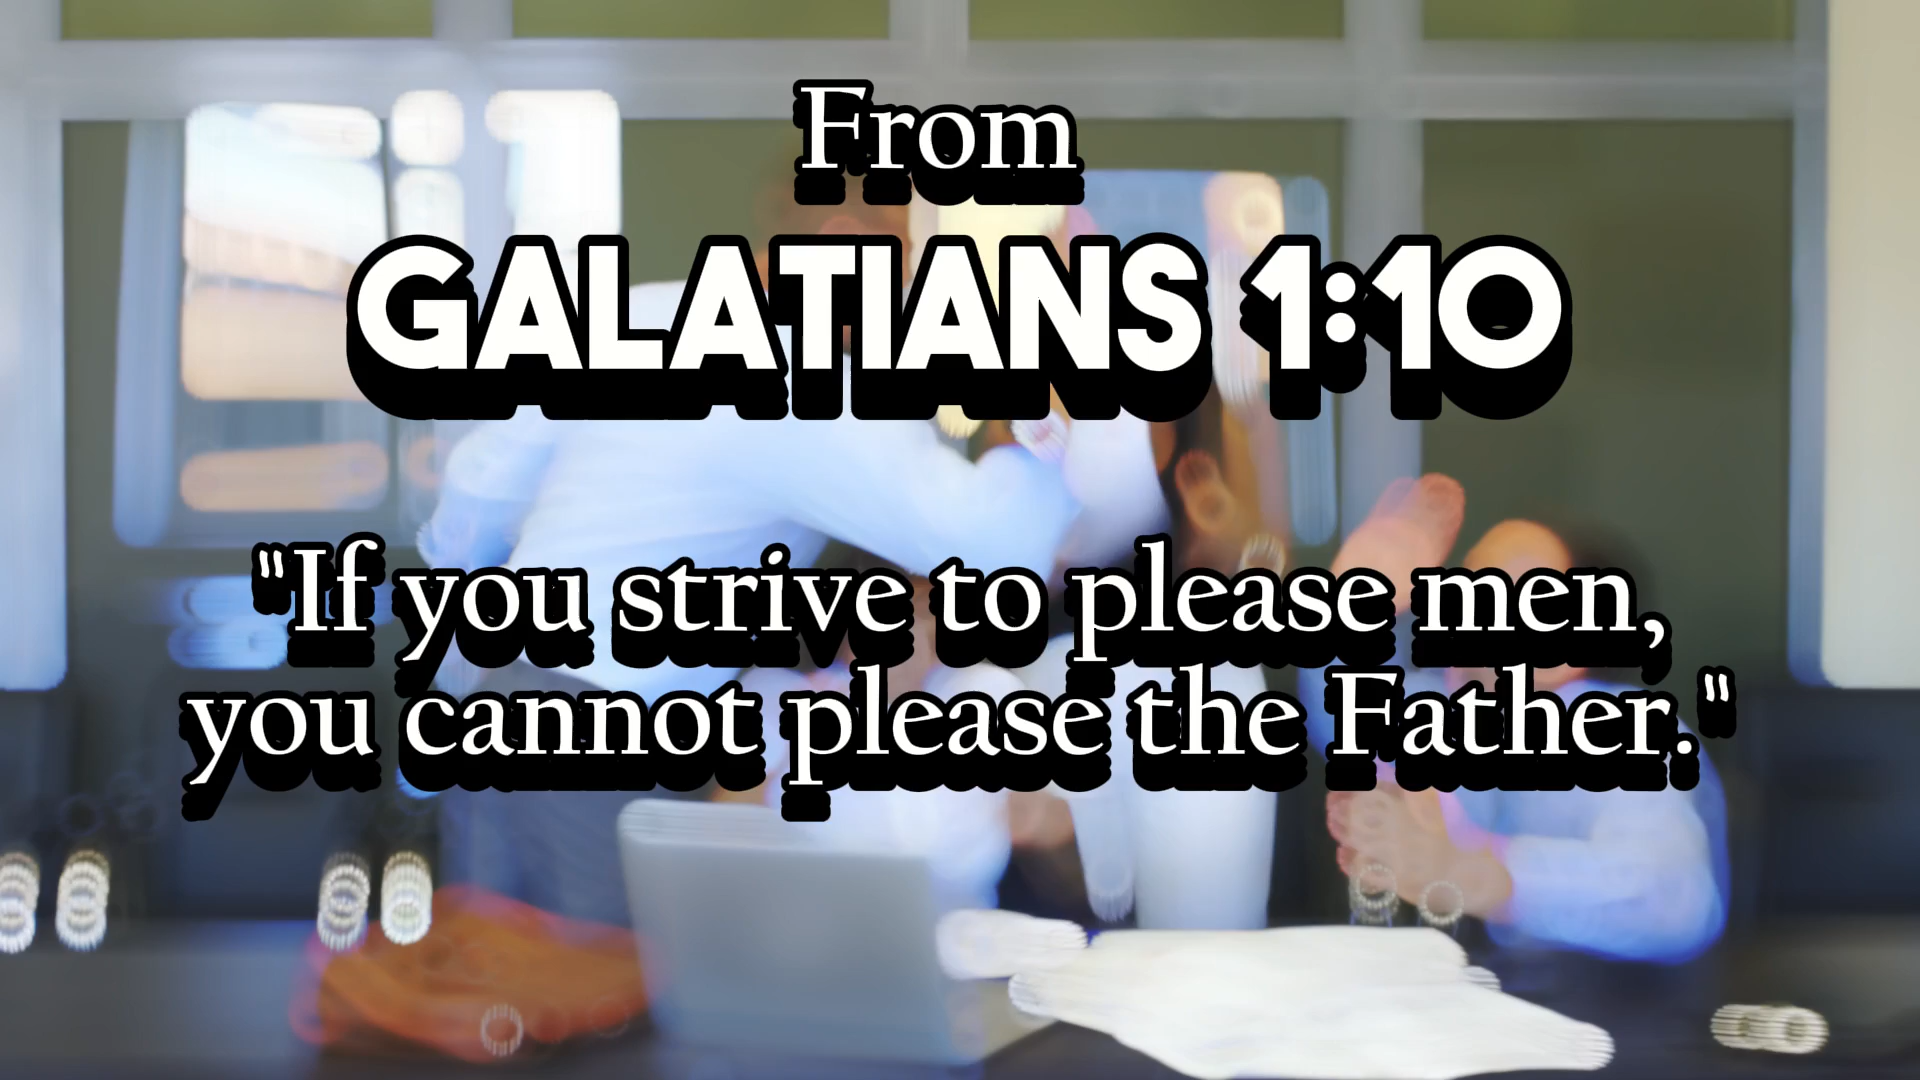 From
GALATIANS 1:10
"If you strive to please men,
you cannot please the Father."